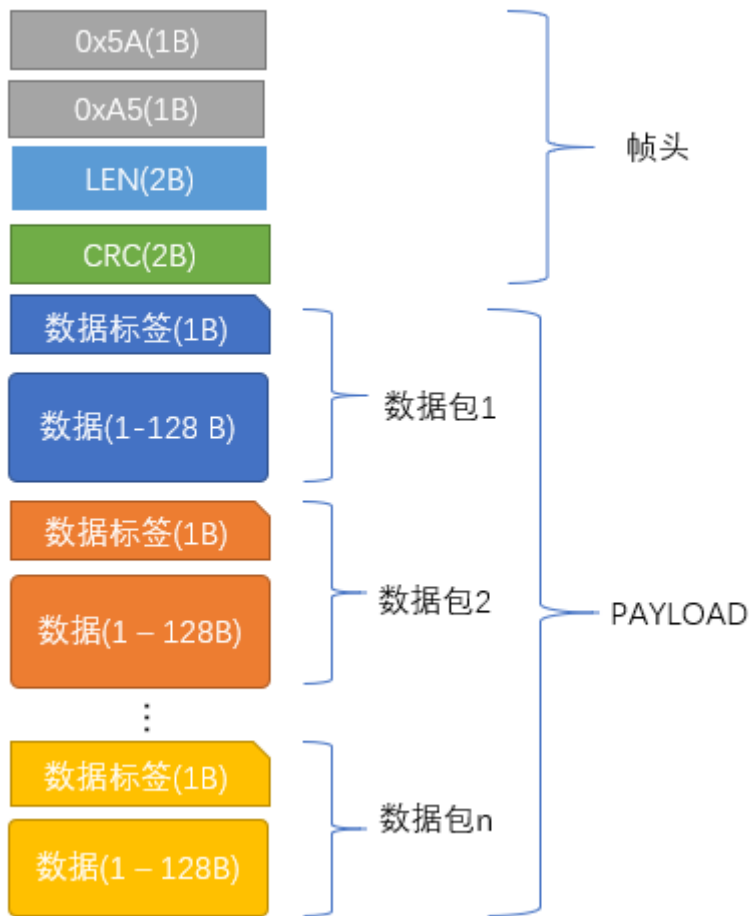 0x5A(1B)
0xA5(1B)
LEN(2B)
CRC(2B)
帧头
数据标签(1B)
数据(1-128 B)
数据包1
数据标签(1B)
数据(1 – 128B)
数据包2
PAYLOAD
⋮
数据标签(1B)
数据(1 – 128B)
数据包n